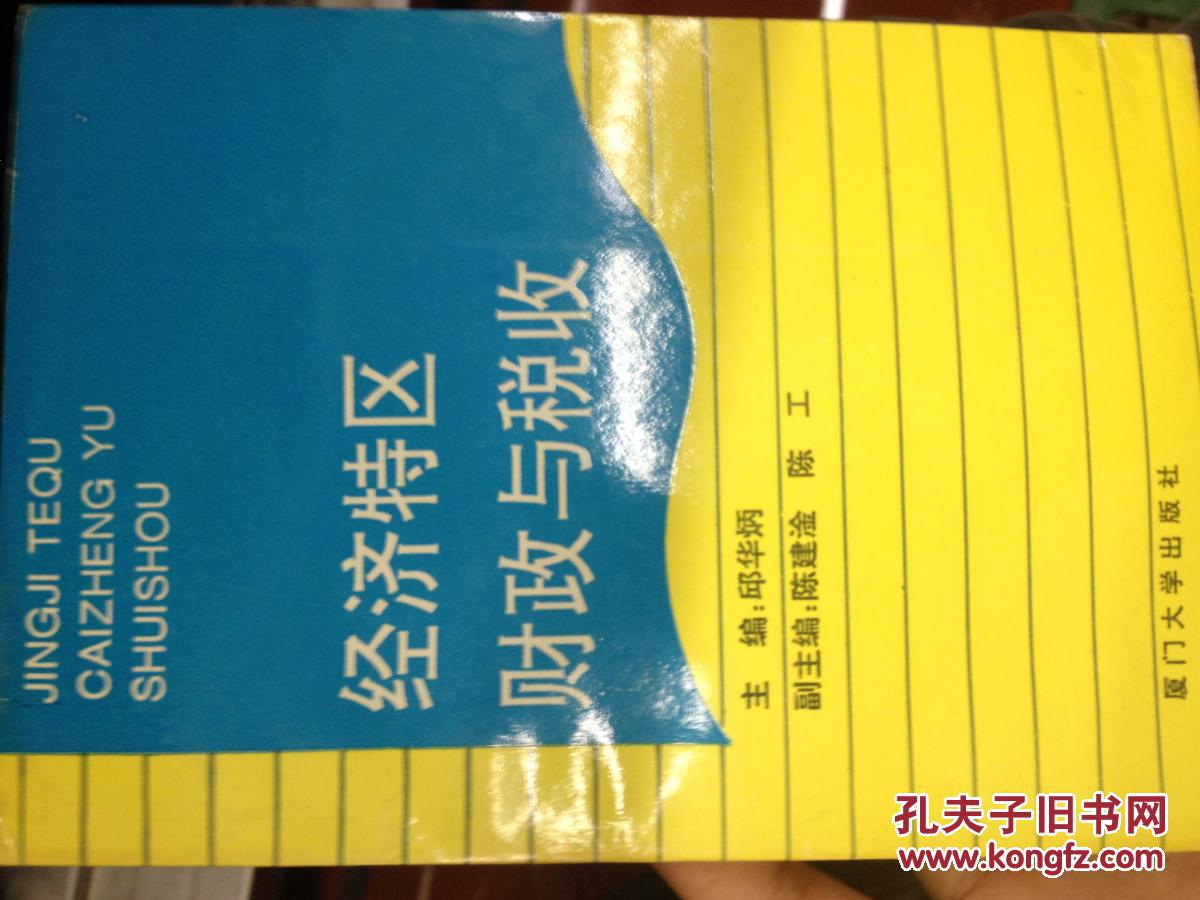 JINGJI TEQU
CAIZHENG YU
SHUISHOU
经济特区
财政与税收
主 编:邱华炳
副主编:陈建淦 陈 工
厦门大学出版社
孔夫子旧书网
www.kongfz.com